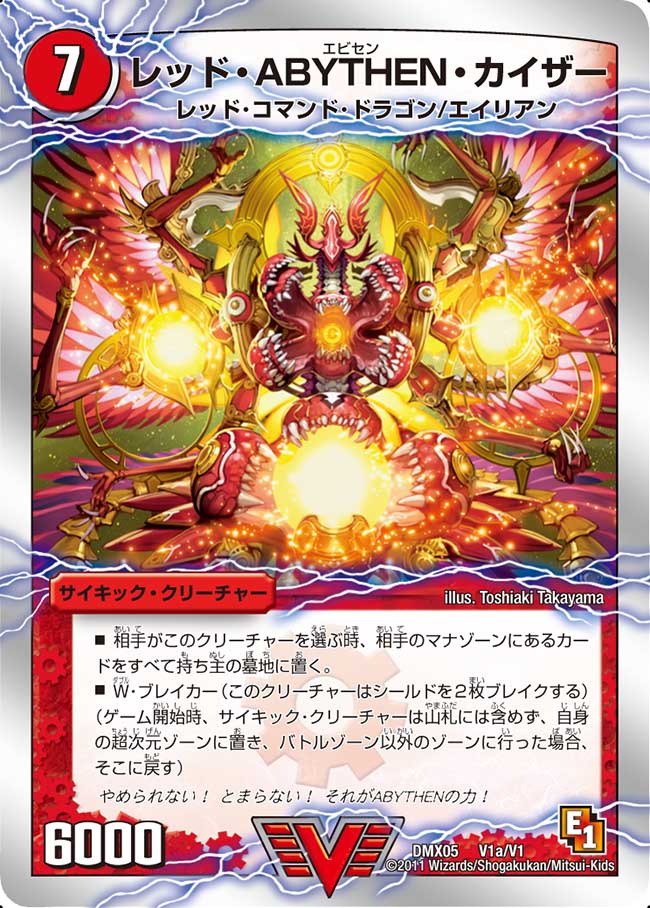 7
エビセン
レッド・ABYTHEN・カイザー
レッド・コマンド・ドラゴン/エイリアン
サイキック・クリーチャー
illus. Toshiaki Takayama
■ 相手がこのクリーチャーを選ぶ時、相手のマナゾーンにあるカー
ドをすべて持ち主の墓地に置く。
■ W・ブレイカー(このクリーチャーはシールドを2枚ブレイクする)
(ゲーム開始時、サイキック・クリーチャーは山札には含めず、自身
の超次元ゾーンに置き、バトルゾーン以外のゾーンに行った場合、
そこに戻す)
やめられない! とまらない! それがABYTHENの力!
6000
V
E1
DMX05 V1a/V1
©2011 Wizards/Shogakukan/Mitsui-Kids